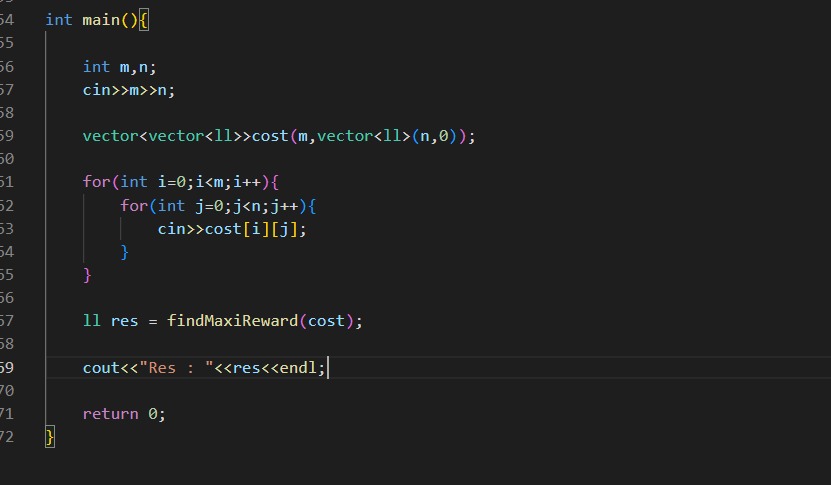 54 int main(){
55
56 int m,n;
57 cin>>m>>n;
58
59 vector<vector<ll>>cost(m,vector<ll>(n,0));
60
61 for(int i=0;i<m;i++){
62 for(int j=0;j<n;j++){
63 cin>>cost[i][j];
64 }
65 }
66
67 ll res = findMaxiReward(cost);
68
69 cout<<"Res : "<<res<<endl;
70
71 return 0;
72 }